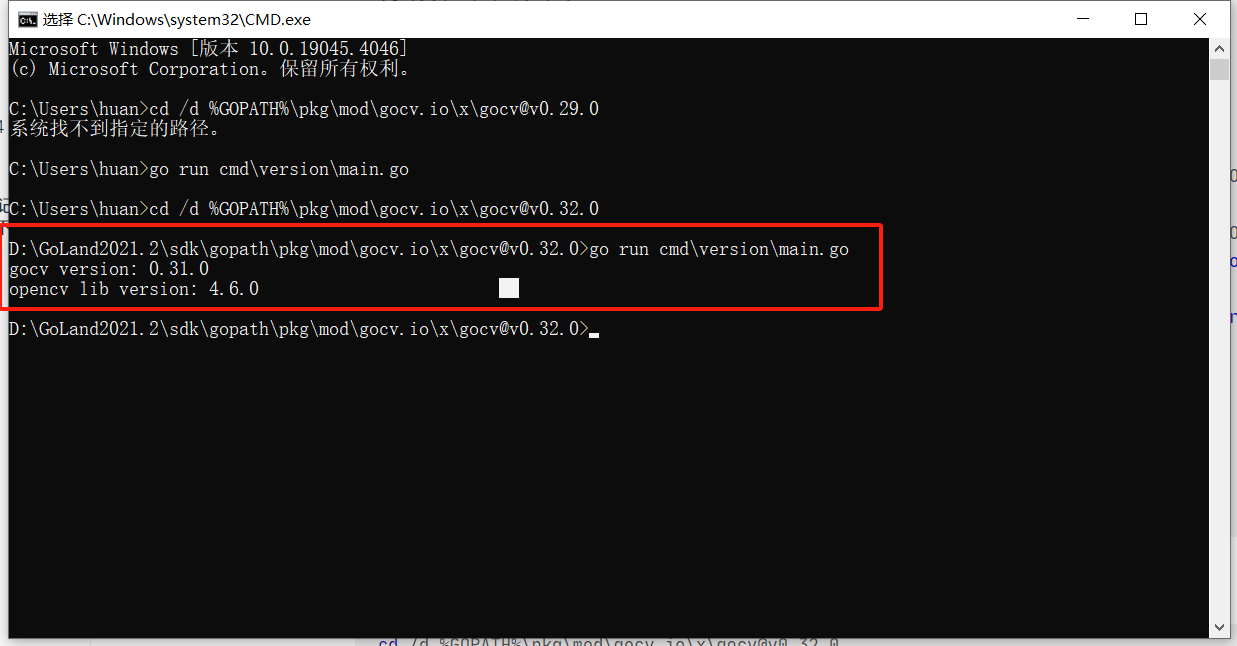 选择 C:\Windows\system32\CMD.exe
Microsoft Windows [版本 10.0.19045.4046]
(c) Microsoft Corporation。保留所有权利。
C:\Users\huan>cd /d %GOPATH%\pkg\mod\gocv.io\x\gocv@v0.29.0
系统找不到指定的路径。
C:\Users\huan>go run cmd\version\main.go
C:\Users\huan>cd /d %GOPATH%\pkg\mod\gocv.io\x\gocv@v0.32.0
D:\GoLand2021.2\sdk\gopath\pkg\mod\gocv.io\x\gocv@v0.32.0>go run cmd\version\main.go
gocv version: 0.31.0
opencv lib version: 4.6.0
D:\GoLand2021.2\sdk\gopath\pkg\mod\gocv.io\x\gocv@v0.32.0>
cd /d %GOPATH%\pkg\mod\gocv.io\x\gocv@v0.32.0